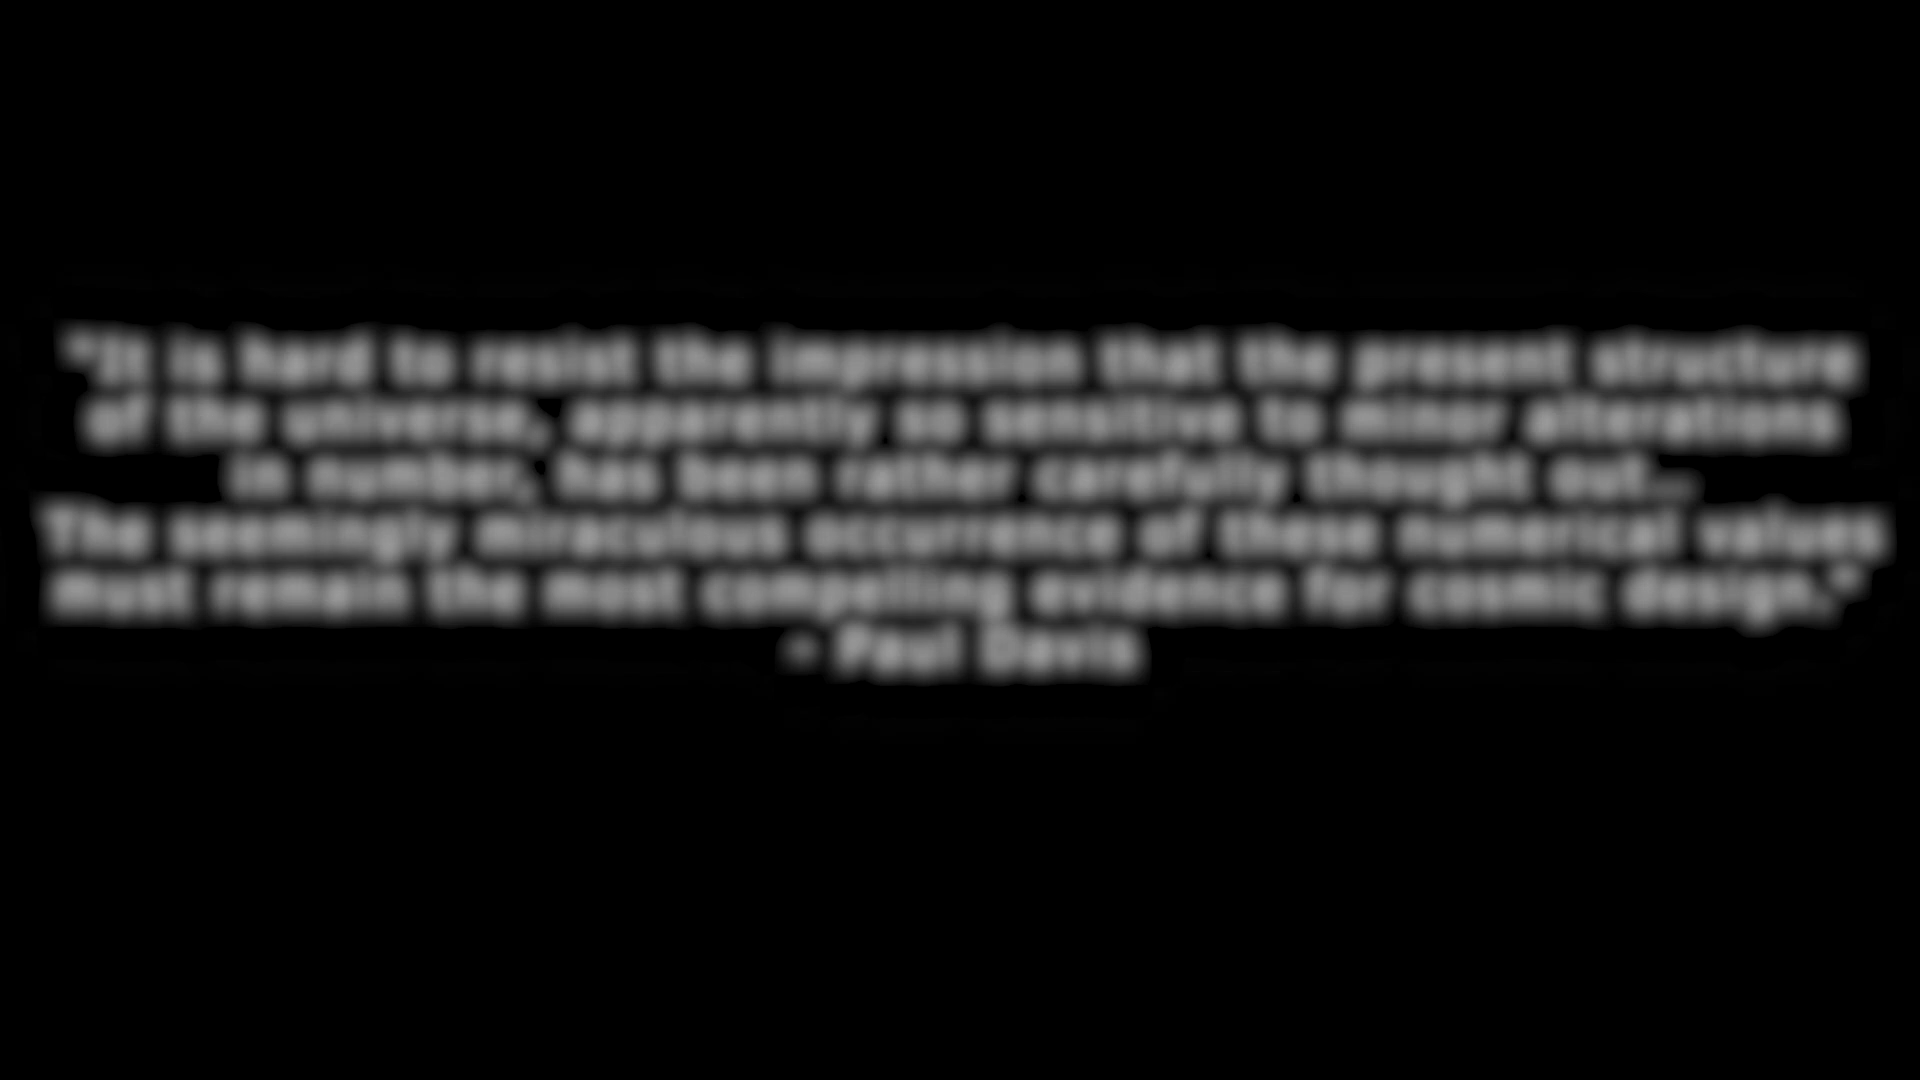 "It is hard to resist the impression that the present structure
of the universe, apparently so sensitive to minor alterations
in number, has been rather carefully thought out...
The seemingly miraculous occurrence of these numerical values
must remain the most compelling evidence for cosmic design."
- Paul Davis